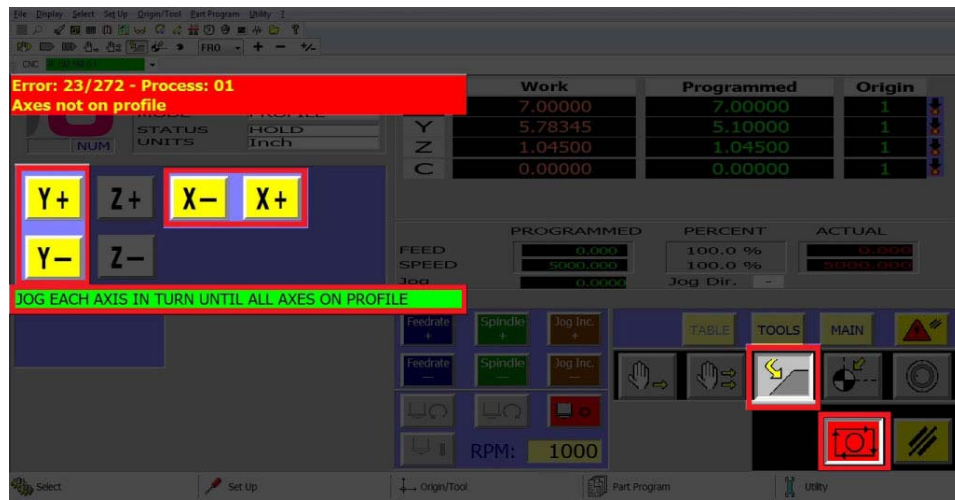 File Display Select Set Up Origin/Tool Part Program Utility ?
FRO + - +/-
CNC
Error: 23/272 - Process: 01
Axes not on profile
Work Programmed Origin
MODE PROFILE
7.00000 7.00000 1
STATUS HOLD
Y 5.78345 5.10000 1
NUM UNITS Inch
Z 1.04500 1.04500 1
C 0.00000 0.00000 1
Y+ Z+ X- X+
Y- Z-
PROGRAMMED PERCENT ACTUAL
FEED 0.000 100.0 % 0.000
SPEED 5000.000 100.0 % 5000.000
Jog 0.0000 Jog Dir. -
JOG EACH AXIS IN TURN UNTIL ALL AXES ON PROFILE
Feedrate + Spindle + Jog Inc. +
TABLE TOOLS MAIN
Feedrate - Spindle - Jog Inc. -
RPM: 1000
Select Set Up Origin/Tool Part Program Utility